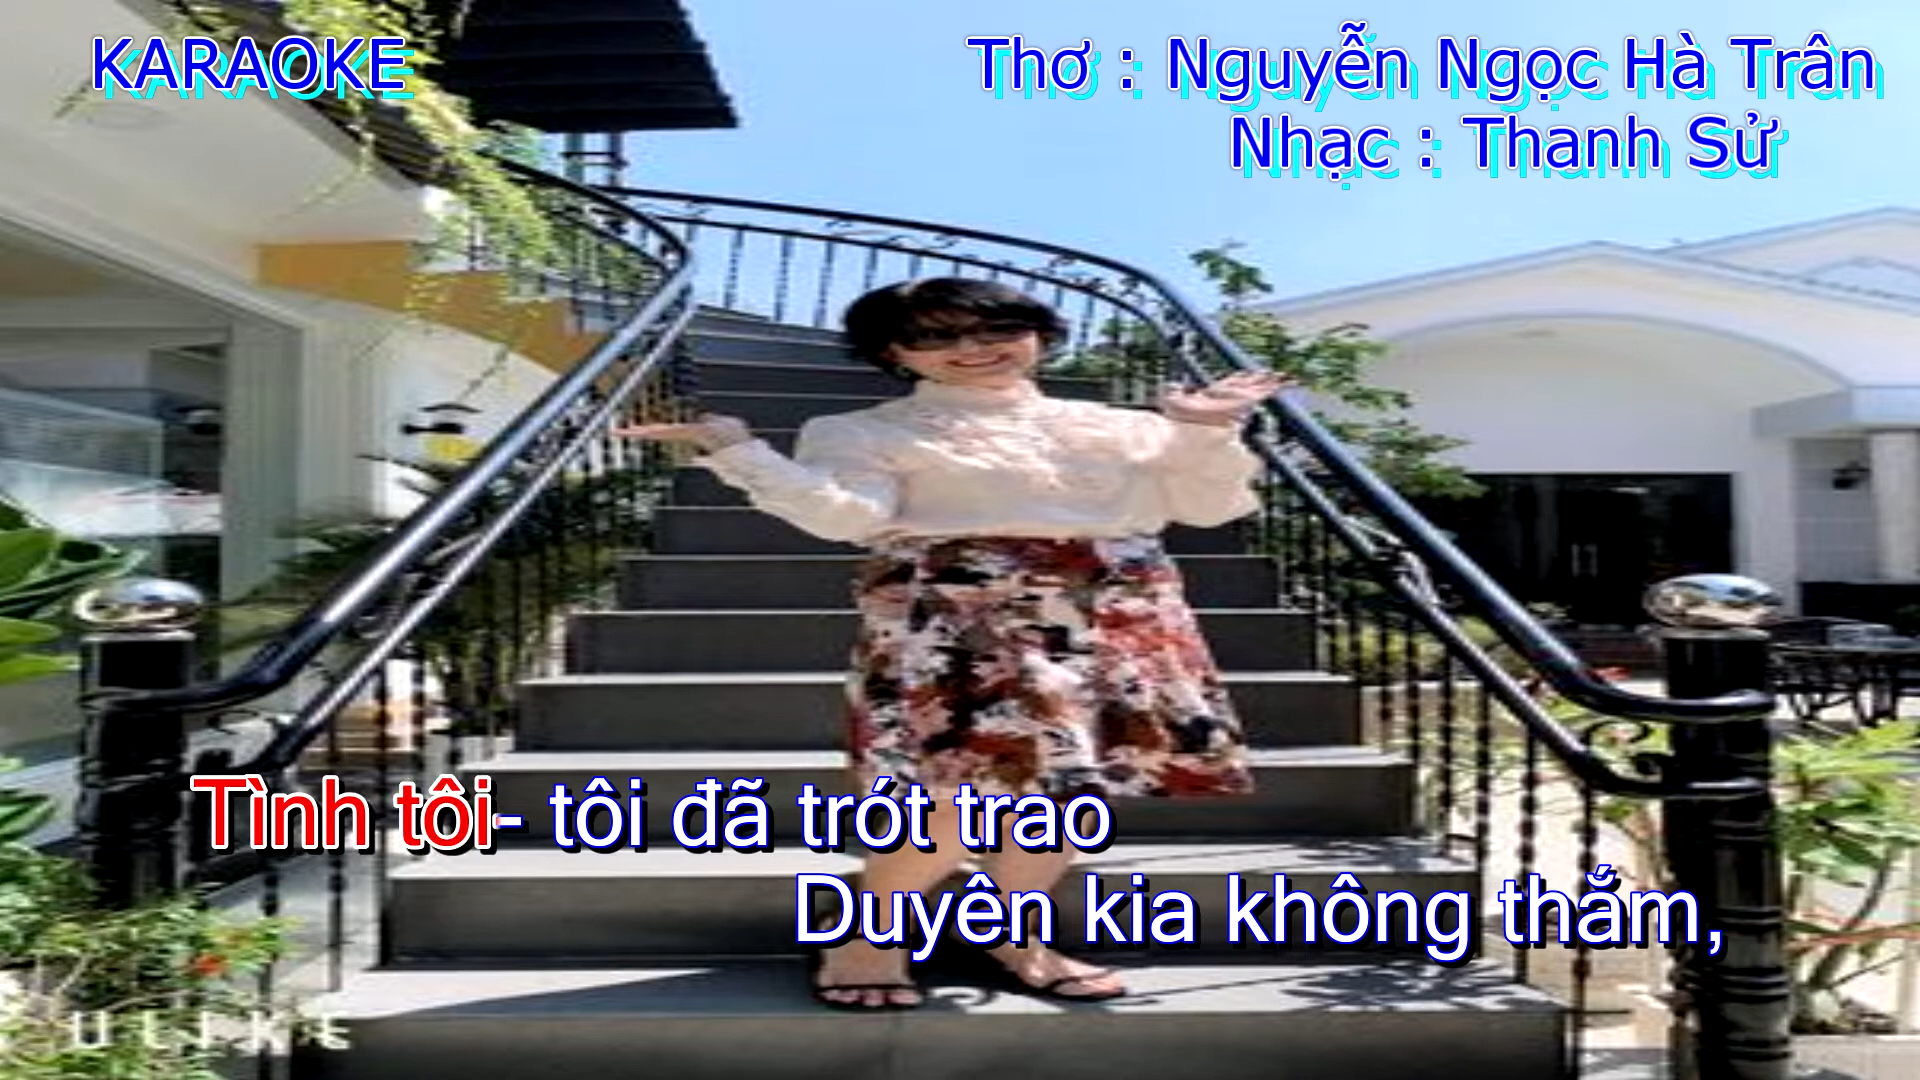 KARAOKE
Thơ : Nguyễn Ngọc Hà Trân
Nhạc : Thanh Sử
Tình tôi- tôi đã trót trao
Duyên kia không thắm,
ULIKE